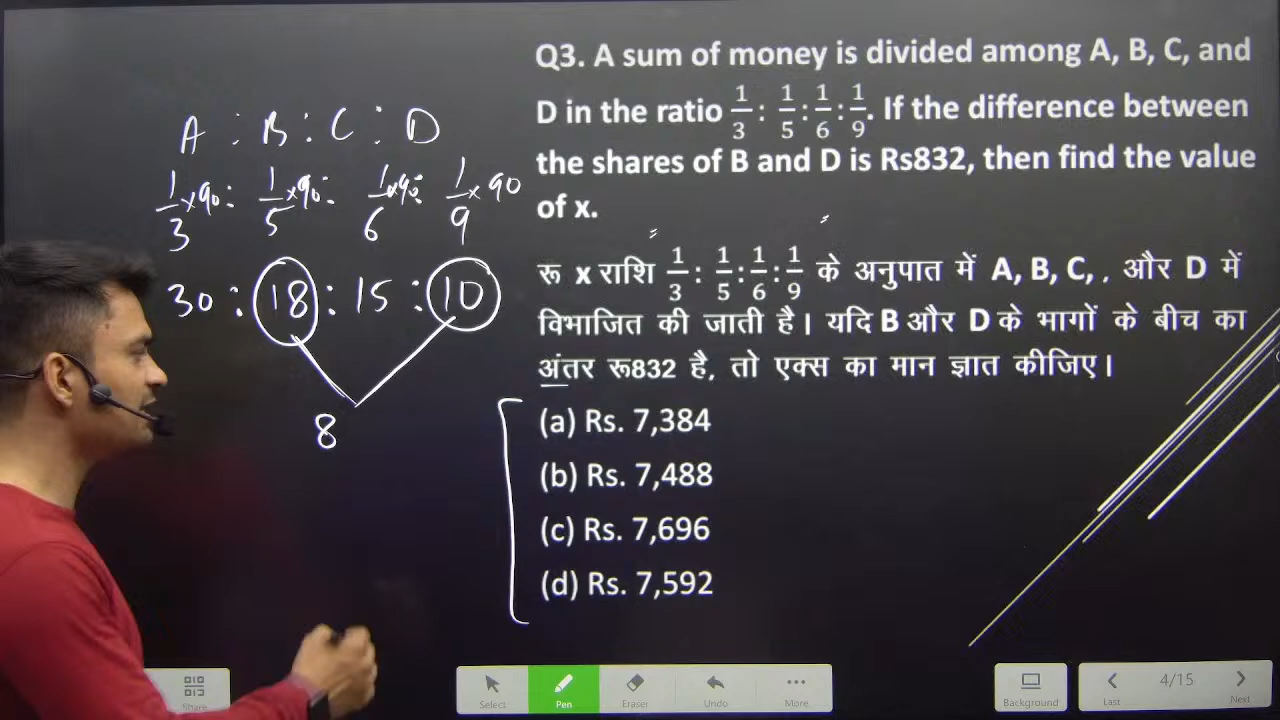 Q3. A sum of money is divided among A, B, C, and
D in the ratio 1/3 : 1/5 : 1/6 : 1/9. If the difference between
the shares of B and D is Rs832, then find the value
of x.
रू x राशि 1/3 : 1/5 : 1/6 : 1/9 के अनुपात में A, B, C, , और D में
विभाजित की जाती है। यदि B और D के भागों के बीच का
अंतर रू832 है, तो एक्स का मान ज्ञात कीजिए।
(a) Rs. 7,384
(b) Rs. 7,488
(c) Rs. 7,696
(d) Rs. 7,592
A : B : C : D
1/3 x 90 : 1/5 x 90 : 1/6 x 90 : 1/9 x 90
30 : 18 : 15 : 10
8
Share
Select
Pen
Eraser
Undo
More
Background
Last
4/15
Next